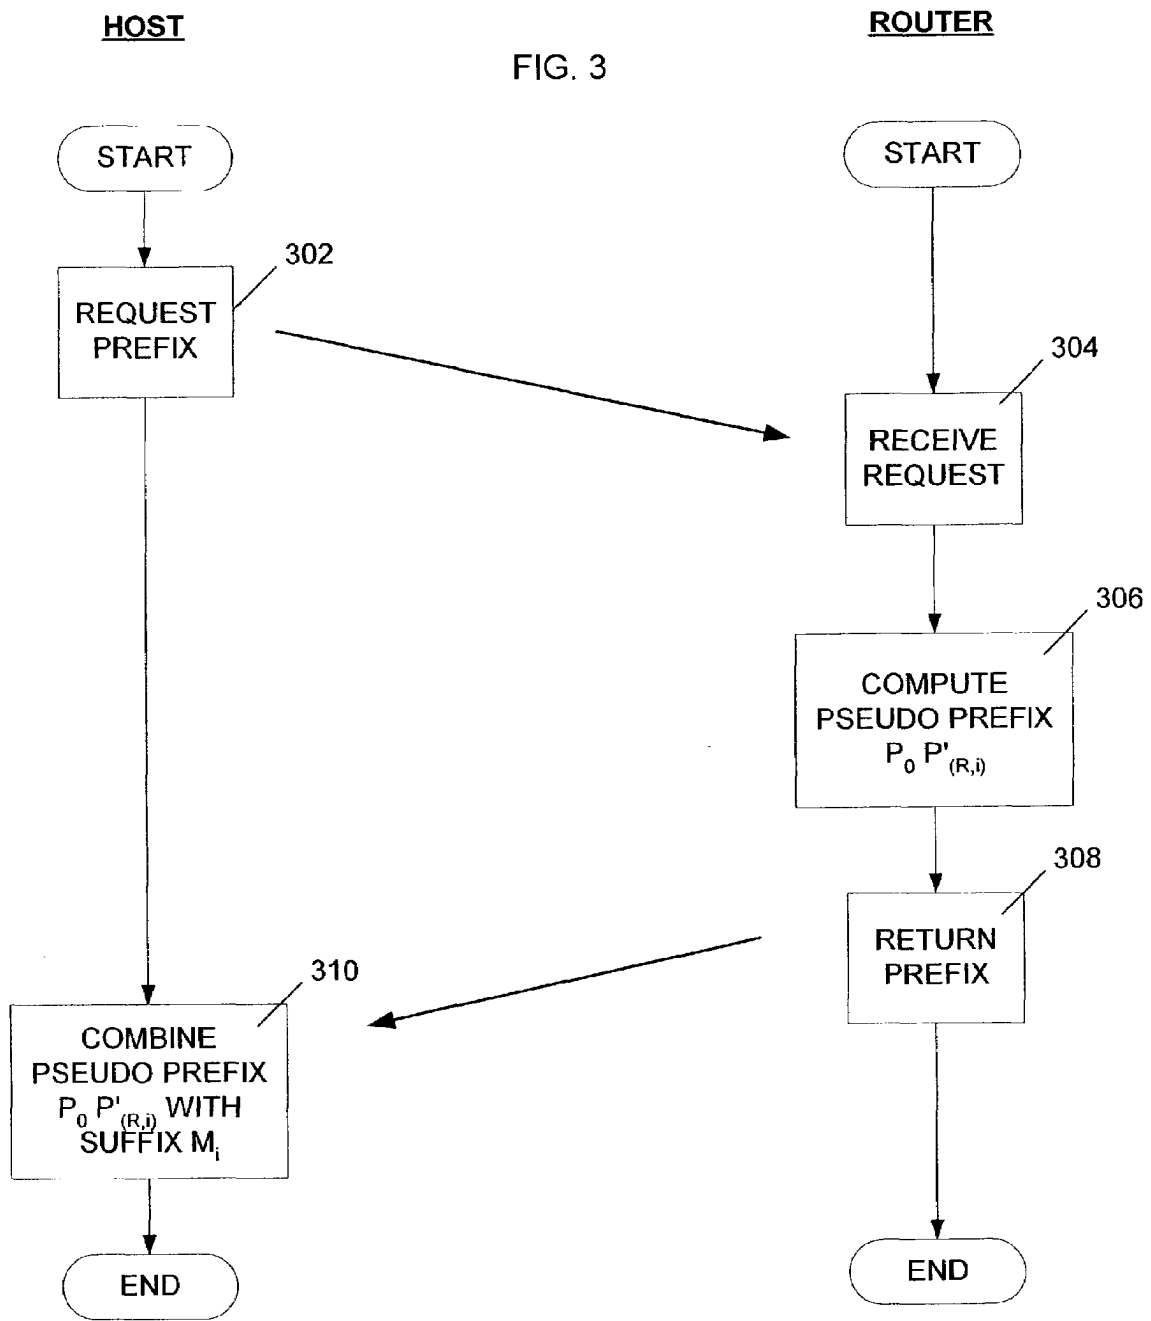 HOST
ROUTER
FIG. 3
START
START
302
REQUEST
PREFIX
304
RECEIVE
REQUEST
306
COMPUTE
PSEUDO PREFIX
P₀ P'₍R,i₎
308
RETURN
PREFIX
310
COMBINE
PSEUDO PREFIX
P₀ P'₍R,i₎ WITH
SUFFIX Mᵢ
END
END